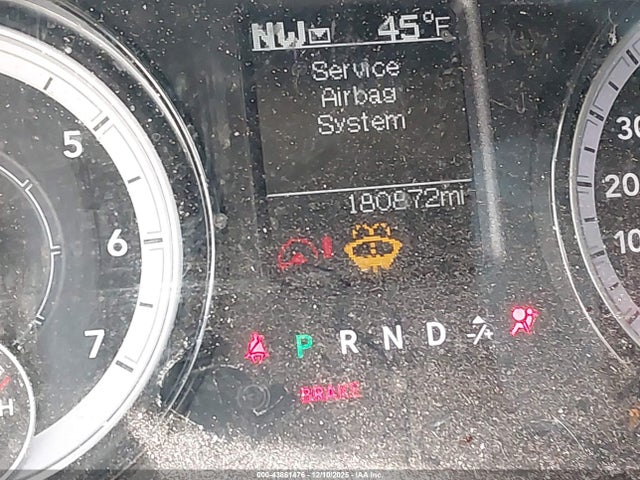 NW 45°F
Service
Airbag
System
180872mi
5
6
7
H
30
20
10
P R N D
BRAKE
000-43861476 - 12/10/2025 - © IAA Inc.